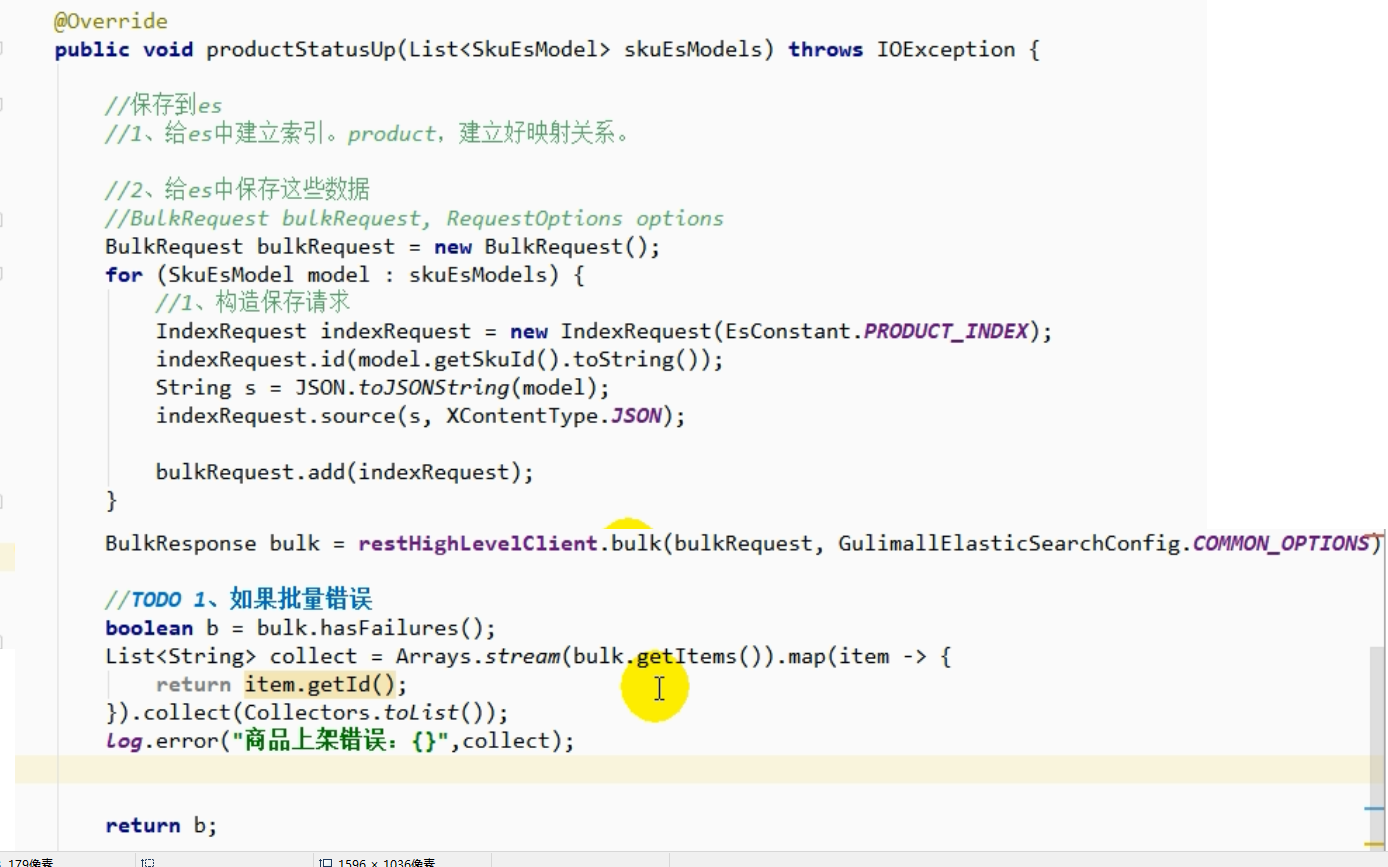 @Override
public void productStatusUp(List<SkuEsModel> skuEsModels) throws IOException {
//保存到es
//1、给es中建立索引。product，建立好映射关系。
//2、给es中保存这些数据
//BulkRequest bulkRequest, RequestOptions options
BulkRequest bulkRequest = new BulkRequest();
for (SkuEsModel model : skuEsModels) {
//1、构造保存请求
IndexRequest indexRequest = new IndexRequest(EsConstant.PRODUCT_INDEX);
indexRequest.id(model.getSkuId().toString());
String s = JSON.toJSONString(model);
indexRequest.source(s, XContentType.JSON);
bulkRequest.add(indexRequest);
}
BulkResponse bulk = restHighLevelClient.bulk(bulkRequest, GulimallElasticSearchConfig.COMMON_OPTIONS)
//TODO 1、如果批量错误
boolean b = bulk.hasFailures();
List<String> collect = Arrays.stream(bulk.getItems()).map(item -> {
return item.getId();
}).collect(Collectors.toList());
log.error("商品上架错误：{}",collect);
return b;
179像素 1596 × 1036像素